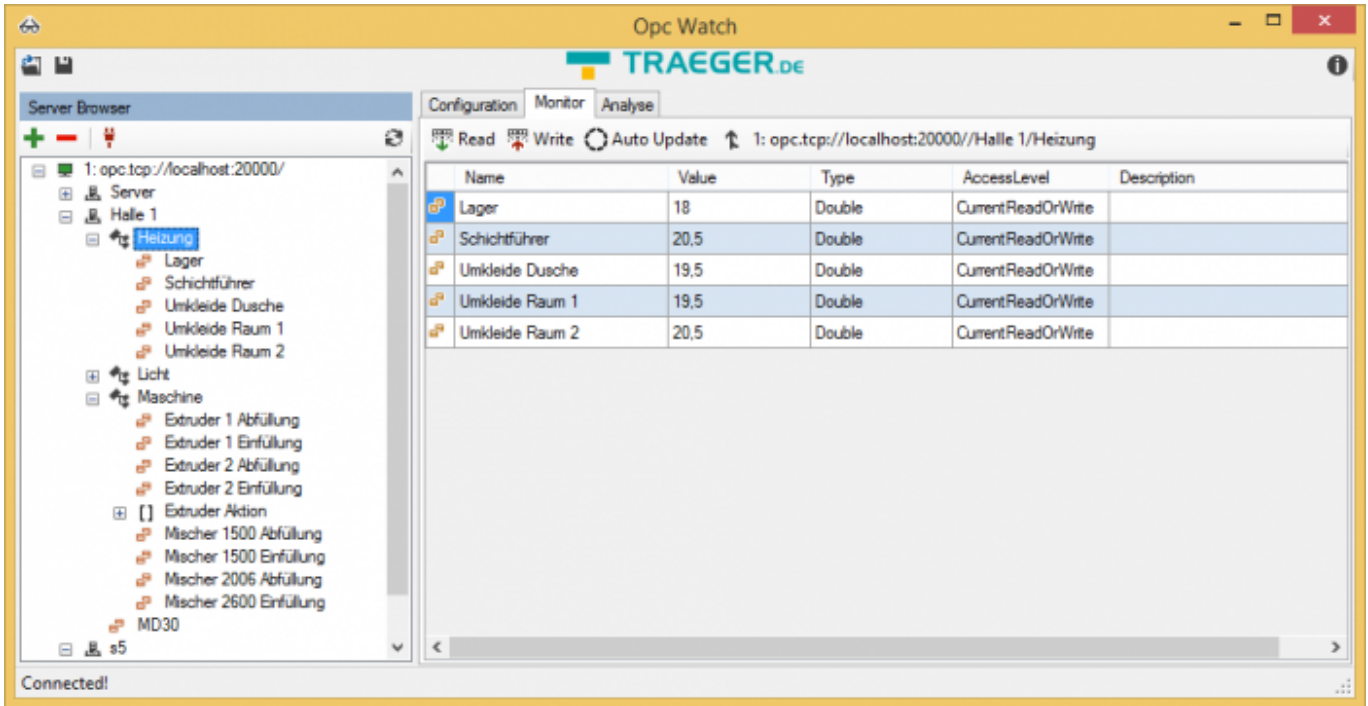 Opc Watch
TRAEGER.DE
Server Browser
Configuration Monitor Analyse
Read Write Auto Update 1: opc.tcp://localhost:20000//Halle 1/Heizung
1: opc.tcp://localhost:20000/
Server
Halle 1
Heizung
Lager
Schichtführer
Umkleide Dusche
Umkleide Raum 1
Umkleide Raum 2
Licht
Maschine
Extruder 1 Abfüllung
Extruder 1 Einfüllung
Extruder 2 Abfüllung
Extruder 2 Einfüllung
[] Extruder Aktion
Mischer 1500 Abfüllung
Mischer 1500 Einfüllung
Mischer 2006 Abfüllung
Mischer 2600 Einfüllung
MD30
s5
Name Value Type AccessLevel Description
Lager 18 Double CurrentReadOrWrite
Schichtführer 20,5 Double CurrentReadOrWrite
Umkleide Dusche 19,5 Double CurrentReadOrWrite
Umkleide Raum 1 19,5 Double CurrentReadOrWrite
Umkleide Raum 2 20,5 Double CurrentReadOrWrite
Connected!